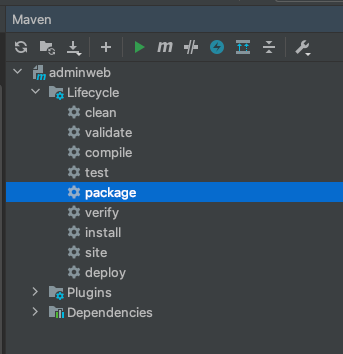 Maven
m
adminweb
Lifecycle
clean
validate
compile
test
package
verify
install
site
deploy
Plugins
Dependencies